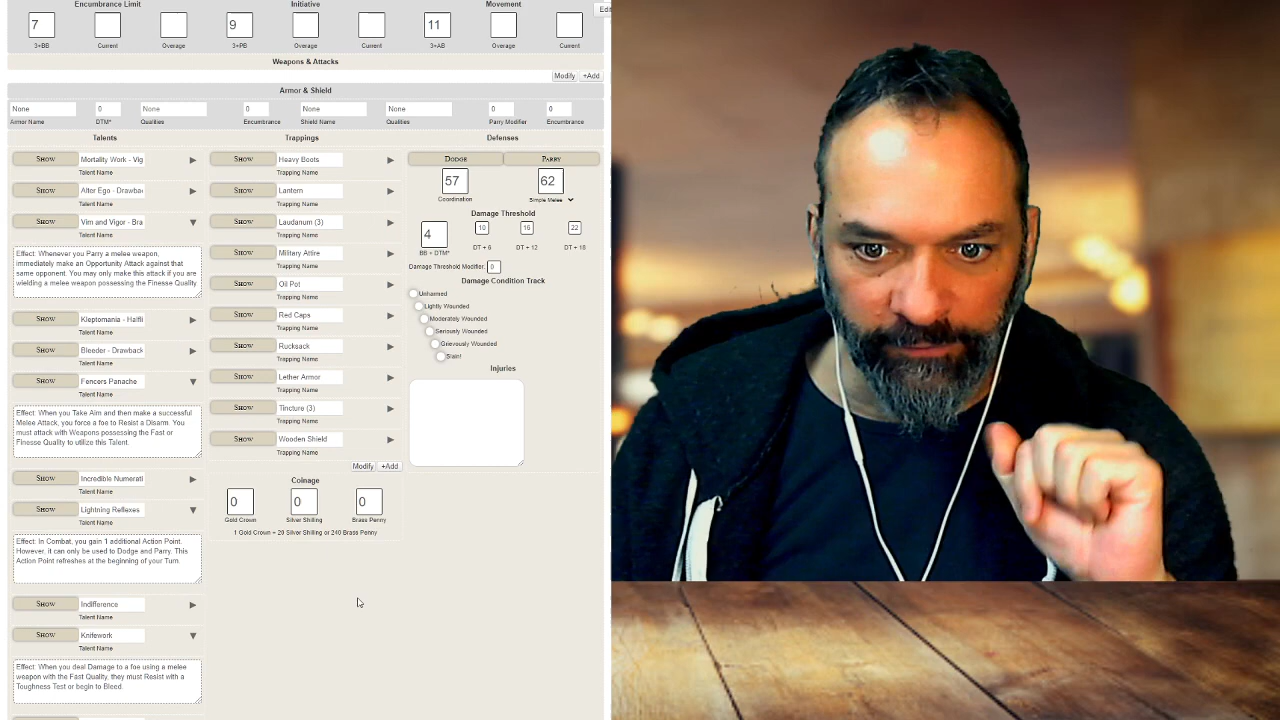 Encumbrance Limit Initiative Movement
Edit
7 9 11
3+BB Current Overage 3+PB Overage Current 3+AB Overage Current
Weapons & Attacks
Modify +Add
Armor & Shield
None 0 None 0 None None 0 0
Armor Name DTM* Qualities Encumbrance Shield Name Qualities Parry Modifier Encumbrance
Talents
Show Mortality Work - Vig ▶
Talent Name
Show Alter Ego - Drawba ▶
Talent Name
Show Vim and Vigor - Bra ▼
Talent Name
Effect: Whenever you Parry a melee weapon,
immediately make an Opportunity Attack against that
same opponent. You may only make this attack if you are
wielding a melee weapon possessing the Finesse Quality
Show Kleptomania - Halfli ▶
Talent Name
Show Bleeder - Drawback ▶
Talent Name
Show Fencers Panache ▼
Talent Name
Effect: When you Take Aim and then make a successful
Melee Attack, you force a foe to Resist a Disarm. You
must attack with Weapons possessing the Fast or
Finesse Quality to utilize this Talent.
Show Incredible Numerati ▶
Talent Name
Show Lightning Reflexes ▼
Talent Name
Effect: In Combat, you gain 1 additional Action Point.
However, it can only be used to Dodge and Parry. This
Action Point refreshes at the beginning of your Turn.
Show Indifference ▶
Talent Name
Show Knifework ▼
Talent Name
Effect: When you deal Damage to a foe using a melee
weapon with the Fast Quality, they must Resist with a
Toughness Test or begin to Bleed.
Trappings
Show Heavy Boots ▶
Trapping Name
Show Lantern ▶
Trapping Name
Show Laudanum (3) ▶
Trapping Name
Show Military Attire ▶
Trapping Name
Show Oil Pot ▶
Trapping Name
Show Red Caps ▶
Trapping Name
Show Rucksack ▶
Trapping Name
Show Lether Armor ▶
Trapping Name
Show Tincture (3) ▶
Trapping Name
Show Wooden Shield ▶
Trapping Name
Modify +Add
Coinage
0 0 0
Gold Crown Silver Shilling Brass Penny
1 Gold Crown = 20 Silver Shilling or 240 Brass Penny
Defenses
Dodge Parry
57 62
Coordination Simple Melee
Damage Threshold
4 10 16 22
BB + DTM* DT + 6 DT + 12 DT + 18
Damage Threshold Modifier: 0
Damage Condition Track
Unharmed
Lightly Wounded
Moderately Wounded
Seriously Wounded
Grievously Wounded
Slain!
Injuries